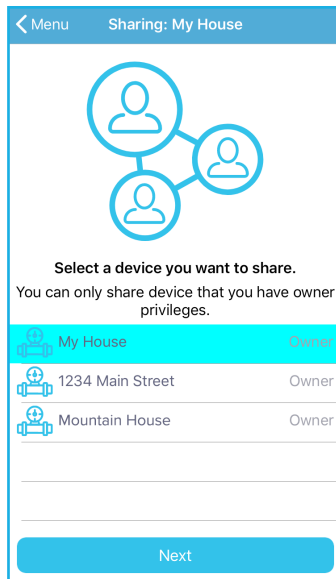 Menu
Sharing: My House
Select a device you want to share.
You can only share device that you have owner
privileges.
My House Owner
1234 Main Street Owner
Mountain House Owner
Next